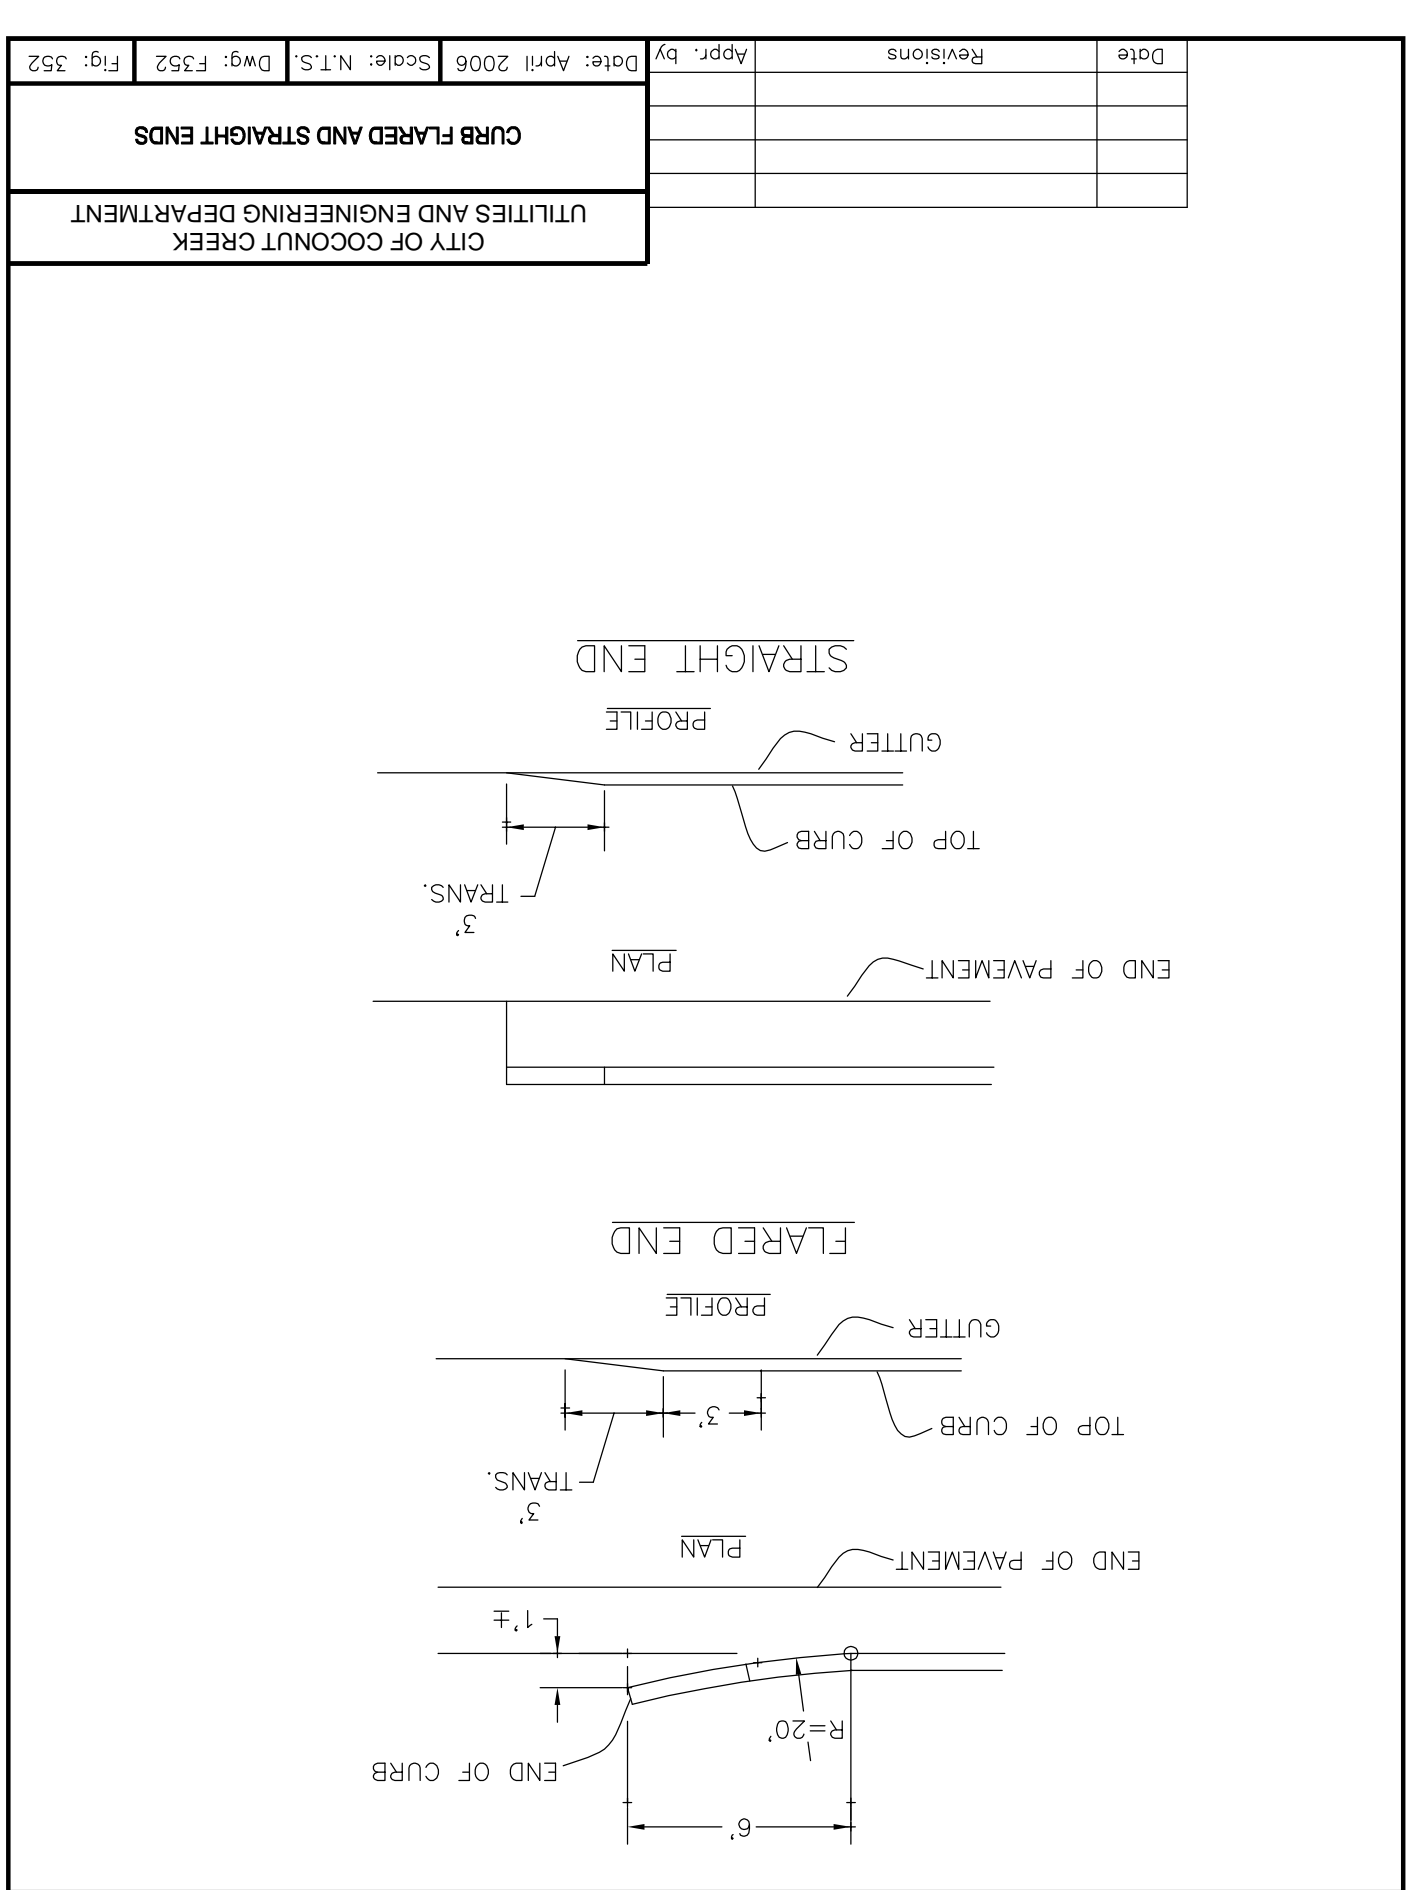 6'
END OF CURB
R=20'
1'±
END OF PAVEMENT
PLAN
3'
TRANS.
TOP OF CURB
3'
GUTTER
PROFILE
FLARED END
END OF PAVEMENT
PLAN
3'
TRANS.
TOP OF CURB
GUTTER
PROFILE
STRAIGHT END
CITY OF COCONUT CREEK
UTILITIES AND ENGINEERING DEPARTMENT
CURB FLARED AND STRAIGHT ENDS
Date
Revisions
Appr. by
Date: April 2006
Scale: N.T.S.
Dwg: F352
Fig: 352